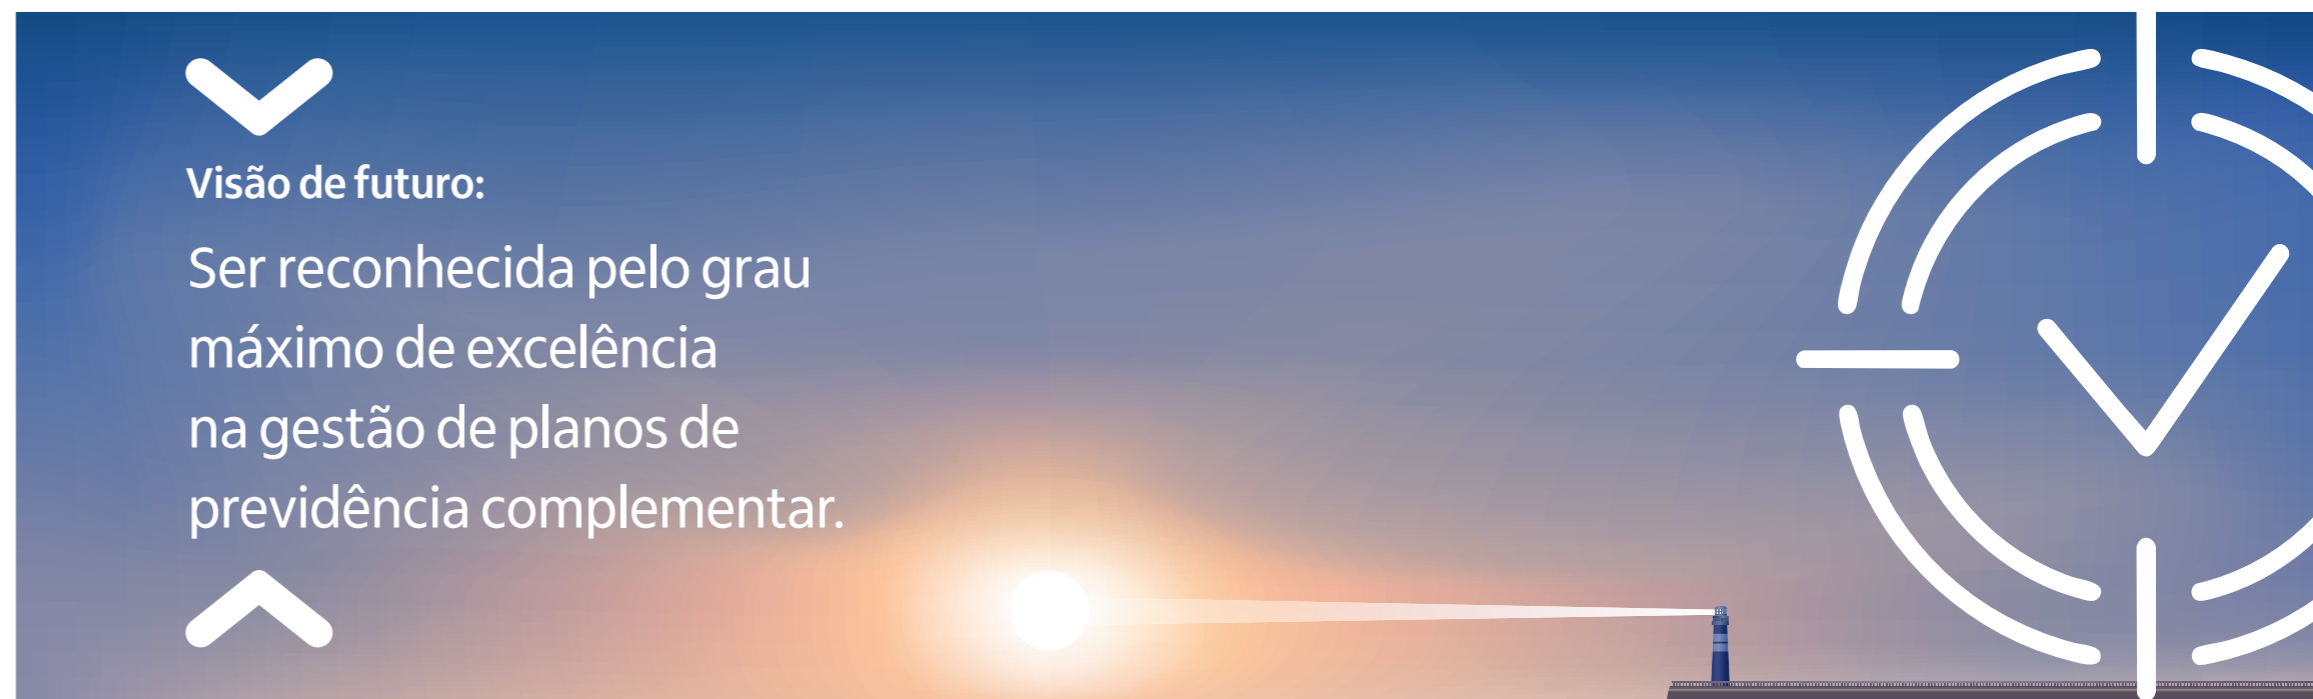 Visão de futuro:
Ser reconhecida pelo grau
máximo de excelência
na gestão de planos de
previdência complementar.